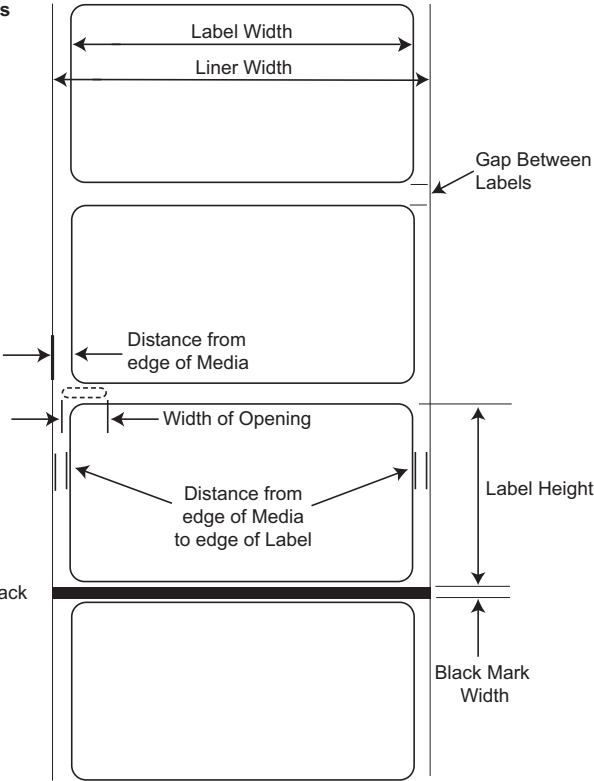 s
Label Width
Liner Width
Gap Between
Labels
Distance from
edge of Media
Width of Opening
Distance from
edge of Media
to edge of Label
Label Height
ack
Black Mark
Width